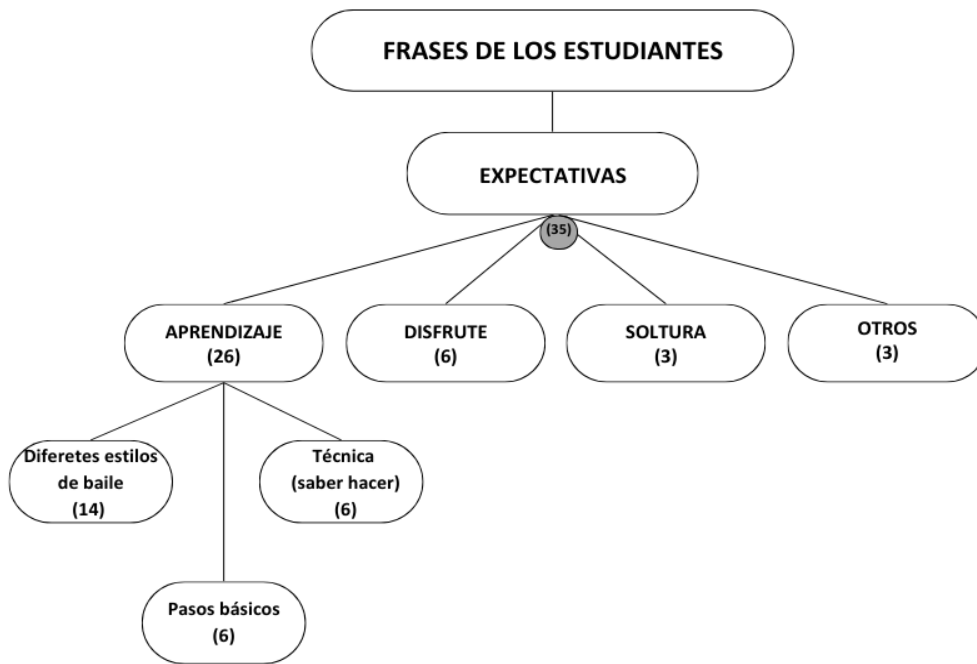 FRASES DE LOS ESTUDIANTES
EXPECTATIVAS
(35)
APRENDIZAJE
(26)
DISFRUTE
(6)
SOLTURA
(3)
OTROS
(3)
Diferetes estilos
de baile
(14)
Técnica
(saber hacer)
(6)
Pasos básicos
(6)